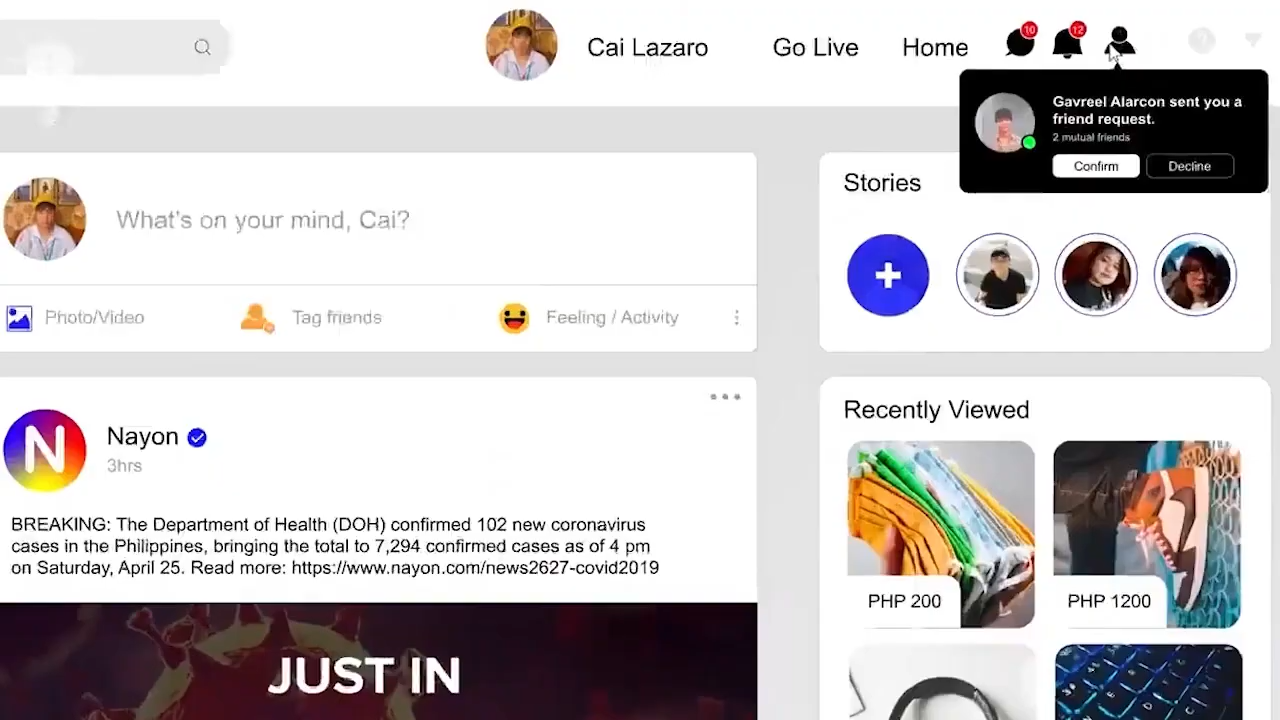 Cai Lazaro
Go Live
Home
10
12
Gavreel Alarcon sent you a
friend request.
2 mutual friends
Confirm
Decline
What's on your mind, Cai?
Photo/Video
Tag friends
Feeling / Activity
Stories
N
Nayon
3hrs
BREAKING: The Department of Health (DOH) confirmed 102 new coronavirus
cases in the Philippines, bringing the total to 7,294 confirmed cases as of 4 pm
on Saturday, April 25. Read more: https://www.nayon.com/news2627-covid2019
JUST IN
Recently Viewed
PHP 200
PHP 1200